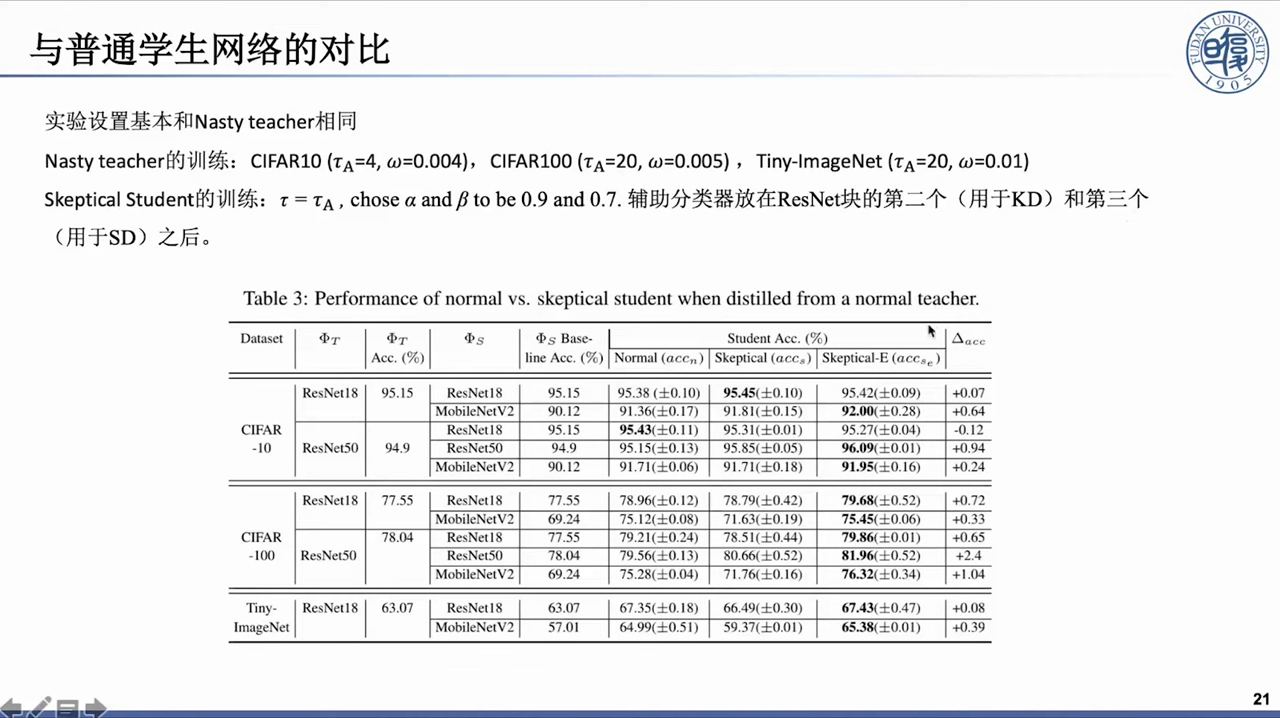 与普通学生网络的对比
FUDAN UNIVERSITY
1905
实验设置基本和Nasty teacher相同
Nasty teacher的训练：CIFAR10 (τA=4, ω=0.004)，CIFAR100 (τA=20, ω=0.005) ，Tiny-ImageNet (τA=20, ω=0.01)
Skeptical Student的训练：τ = τA , chose α and β to be 0.9 and 0.7. 辅助分类器放在ResNet块的第二个（用于KD）和第三个
（用于SD）之后。
Table 3: Performance of normal vs. skeptical student when distilled from a normal teacher.
Dataset ΦT ΦT ΦS ΦS Base- Student Acc. (%) Δacc
Acc. (%) line Acc. (%) Normal (accn) Skeptical (accs) Skeptical-E (accse)
ResNet18 95.15 ResNet18 95.15 95.38 (±0.10) 95.45(±0.10) 95.42(±0.09) +0.07
MobileNetV2 90.12 91.36(±0.17) 91.81(±0.15) 92.00(±0.28) +0.64
CIFAR ResNet18 95.15 95.43(±0.11) 95.31(±0.01) 95.27(±0.04) -0.12
-10 ResNet50 94.9 ResNet50 94.9 95.15(±0.13) 95.85(±0.05) 96.09(±0.01) +0.94
MobileNetV2 90.12 91.71(±0.06) 91.71(±0.18) 91.95(±0.16) +0.24
ResNet18 77.55 ResNet18 77.55 78.96(±0.12) 78.79(±0.42) 79.68(±0.52) +0.72
MobileNetV2 69.24 75.12(±0.08) 71.63(±0.19) 75.45(±0.06) +0.33
CIFAR 78.04 ResNet18 77.55 79.21(±0.24) 78.51(±0.44) 79.86(±0.01) +0.65
-100 ResNet50 ResNet50 78.04 79.56(±0.13) 80.66(±0.52) 81.96(±0.52) +2.4
MobileNetV2 69.24 75.28(±0.04) 71.76(±0.16) 76.32(±0.34) +1.04
Tiny- ResNet18 63.07 ResNet18 63.07 67.35(±0.18) 66.49(±0.30) 67.43(±0.47) +0.08
ImageNet MobileNetV2 57.01 64.99(±0.51) 59.37(±0.01) 65.38(±0.01) +0.39
21